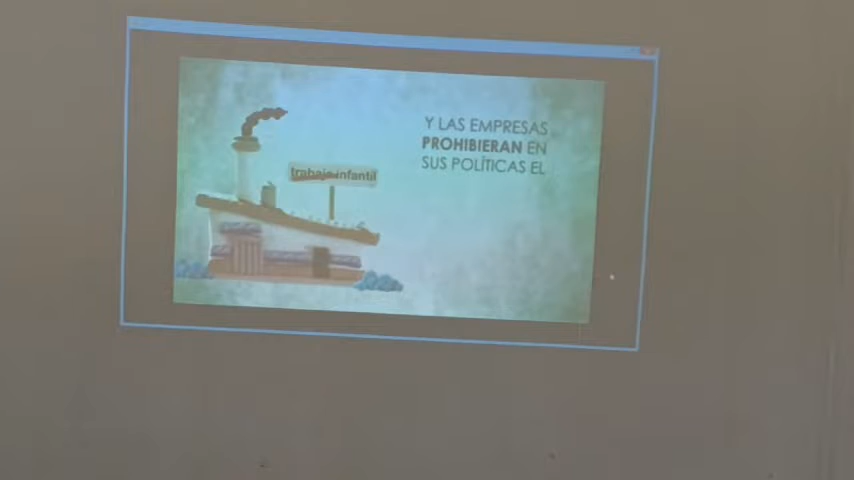 Y LAS EMPRESAS
PROHIBIERAN EN
SUS POLÍTICAS EL
trabajo infantil